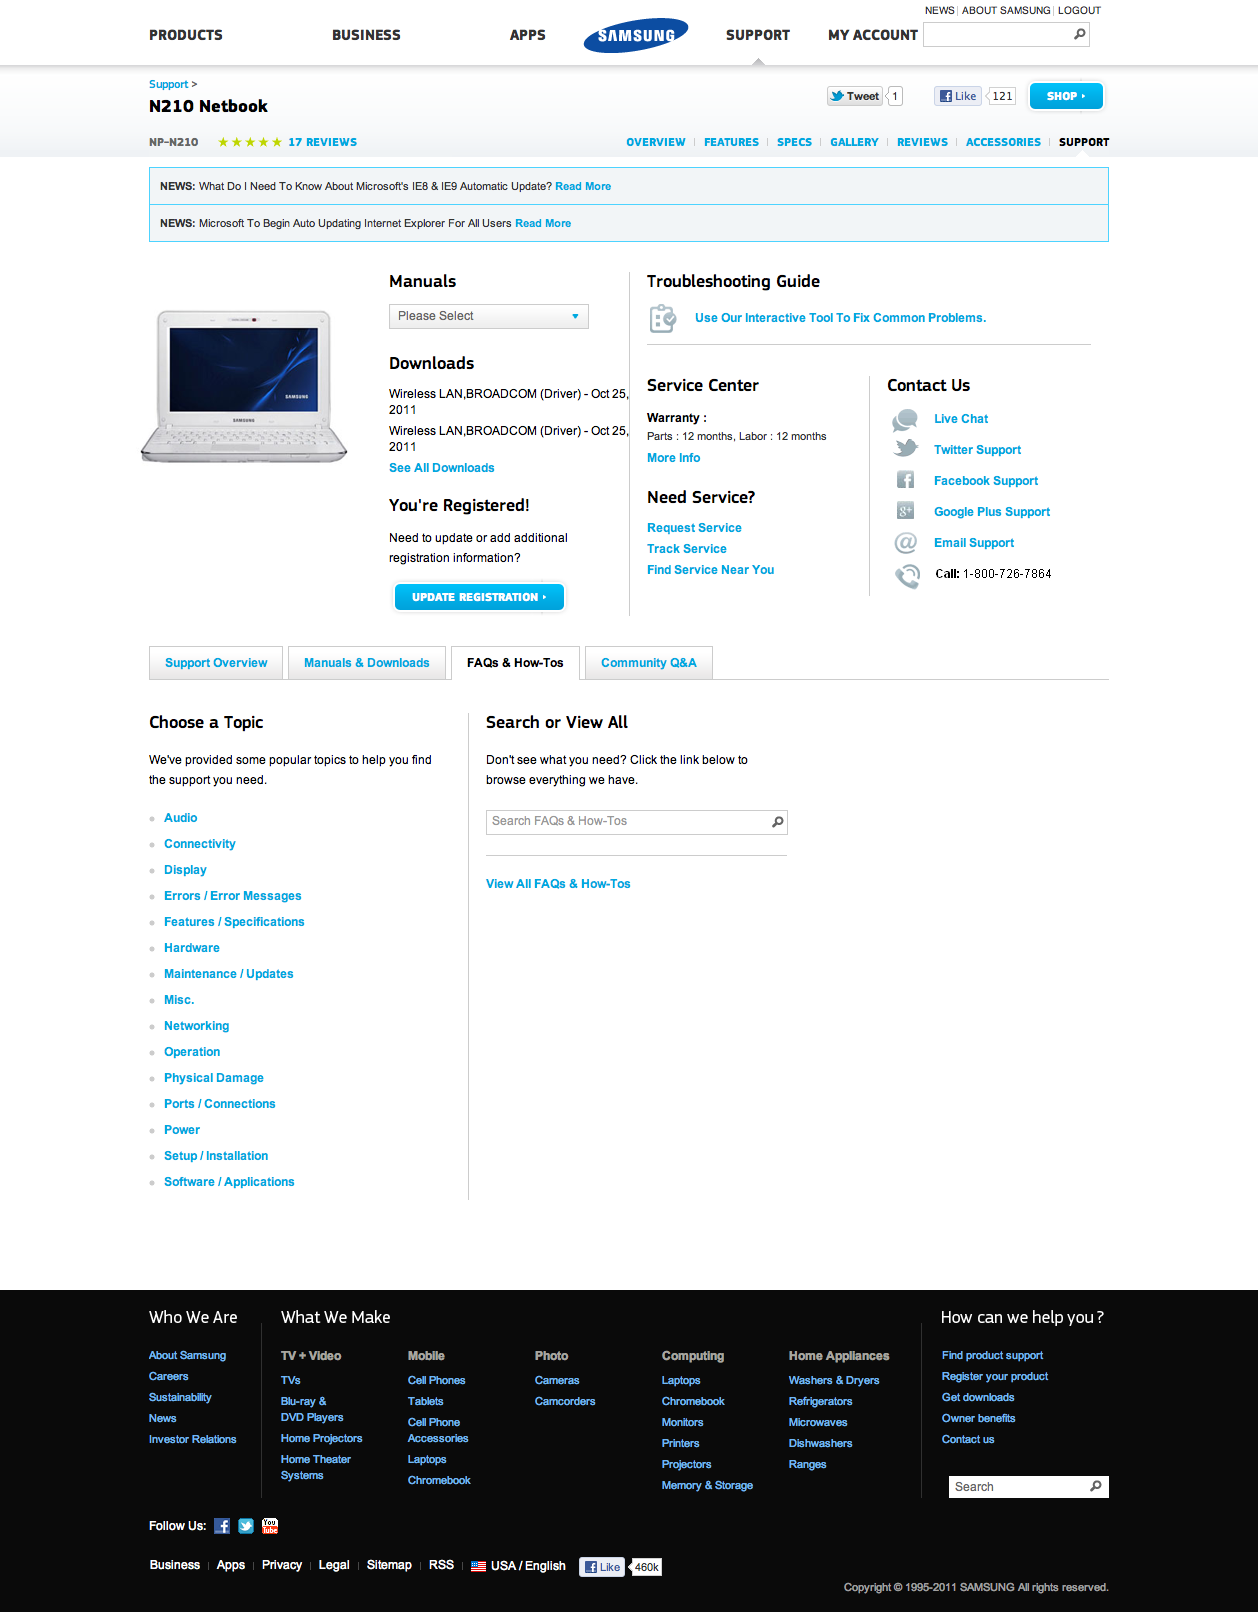 NEWS | ABOUT SAMSUNG | LOGOUT
PRODUCTS
BUSINESS
APPS
SAMSUNG
SUPPORT
MY ACCOUNT
Support >
N210 Netbook
Tweet 1
Like 121
SHOP
NP-N210
17 REVIEWS
OVERVIEW
FEATURES
SPECS
GALLERY
REVIEWS
ACCESSORIES
SUPPORT
NEWS: What Do I Need To Know About Microsoft's IE8 & IE9 Automatic Update? Read More
NEWS: Microsoft To Begin Auto Updating Internet Explorer For All Users Read More
SAMSUNG
SAMSUNG
Manuals
Please Select
Downloads
Wireless LAN,BROADCOM (Driver) - Oct 25,
2011
Wireless LAN,BROADCOM (Driver) - Oct 25,
2011
See All Downloads
You're Registered!
Need to update or add additional
registration information?
UPDATE REGISTRATION
Troubleshooting Guide
Use Our Interactive Tool To Fix Common Problems.
Service Center
Warranty :
Parts : 12 months, Labor : 12 months
More Info
Need Service?
Request Service
Track Service
Find Service Near You
Contact Us
Live Chat
Twitter Support
Facebook Support
Google Plus Support
Email Support
Call: 1-800-726-7864
Support Overview
Manuals & Downloads
FAQs & How-Tos
Community Q&A
Choose a Topic
We've provided some popular topics to help you find
the support you need.
Audio
Connectivity
Display
Errors / Error Messages
Features / Specifications
Hardware
Maintenance / Updates
Misc.
Networking
Operation
Physical Damage
Ports / Connections
Power
Setup / Installation
Software / Applications
Search or View All
Don't see what you need? Click the link below to
browse everything we have.
Search FAQs & How-Tos
View All FAQs & How-Tos
Who We Are
About Samsung
Careers
Sustainability
News
Investor Relations
What We Make
TV + Video
TVs
Blu-ray &
DVD Players
Home Projectors
Home Theater
Systems
Mobile
Cell Phones
Tablets
Cell Phone
Accessories
Laptops
Chromebook
Photo
Cameras
Camcorders
Computing
Laptops
Chromebook
Monitors
Printers
Projectors
Memory & Storage
Home Appliances
Washers & Dryers
Refrigerators
Microwaves
Dishwashers
Ranges
How can we help you?
Find product support
Register your product
Get downloads
Owner benefits
Contact us
Search
Follow Us:
You Tube
Business
Apps
Privacy
Legal
Sitemap
RSS
USA / English
Like 460k
Copyright © 1995-2011 SAMSUNG All rights reserved.